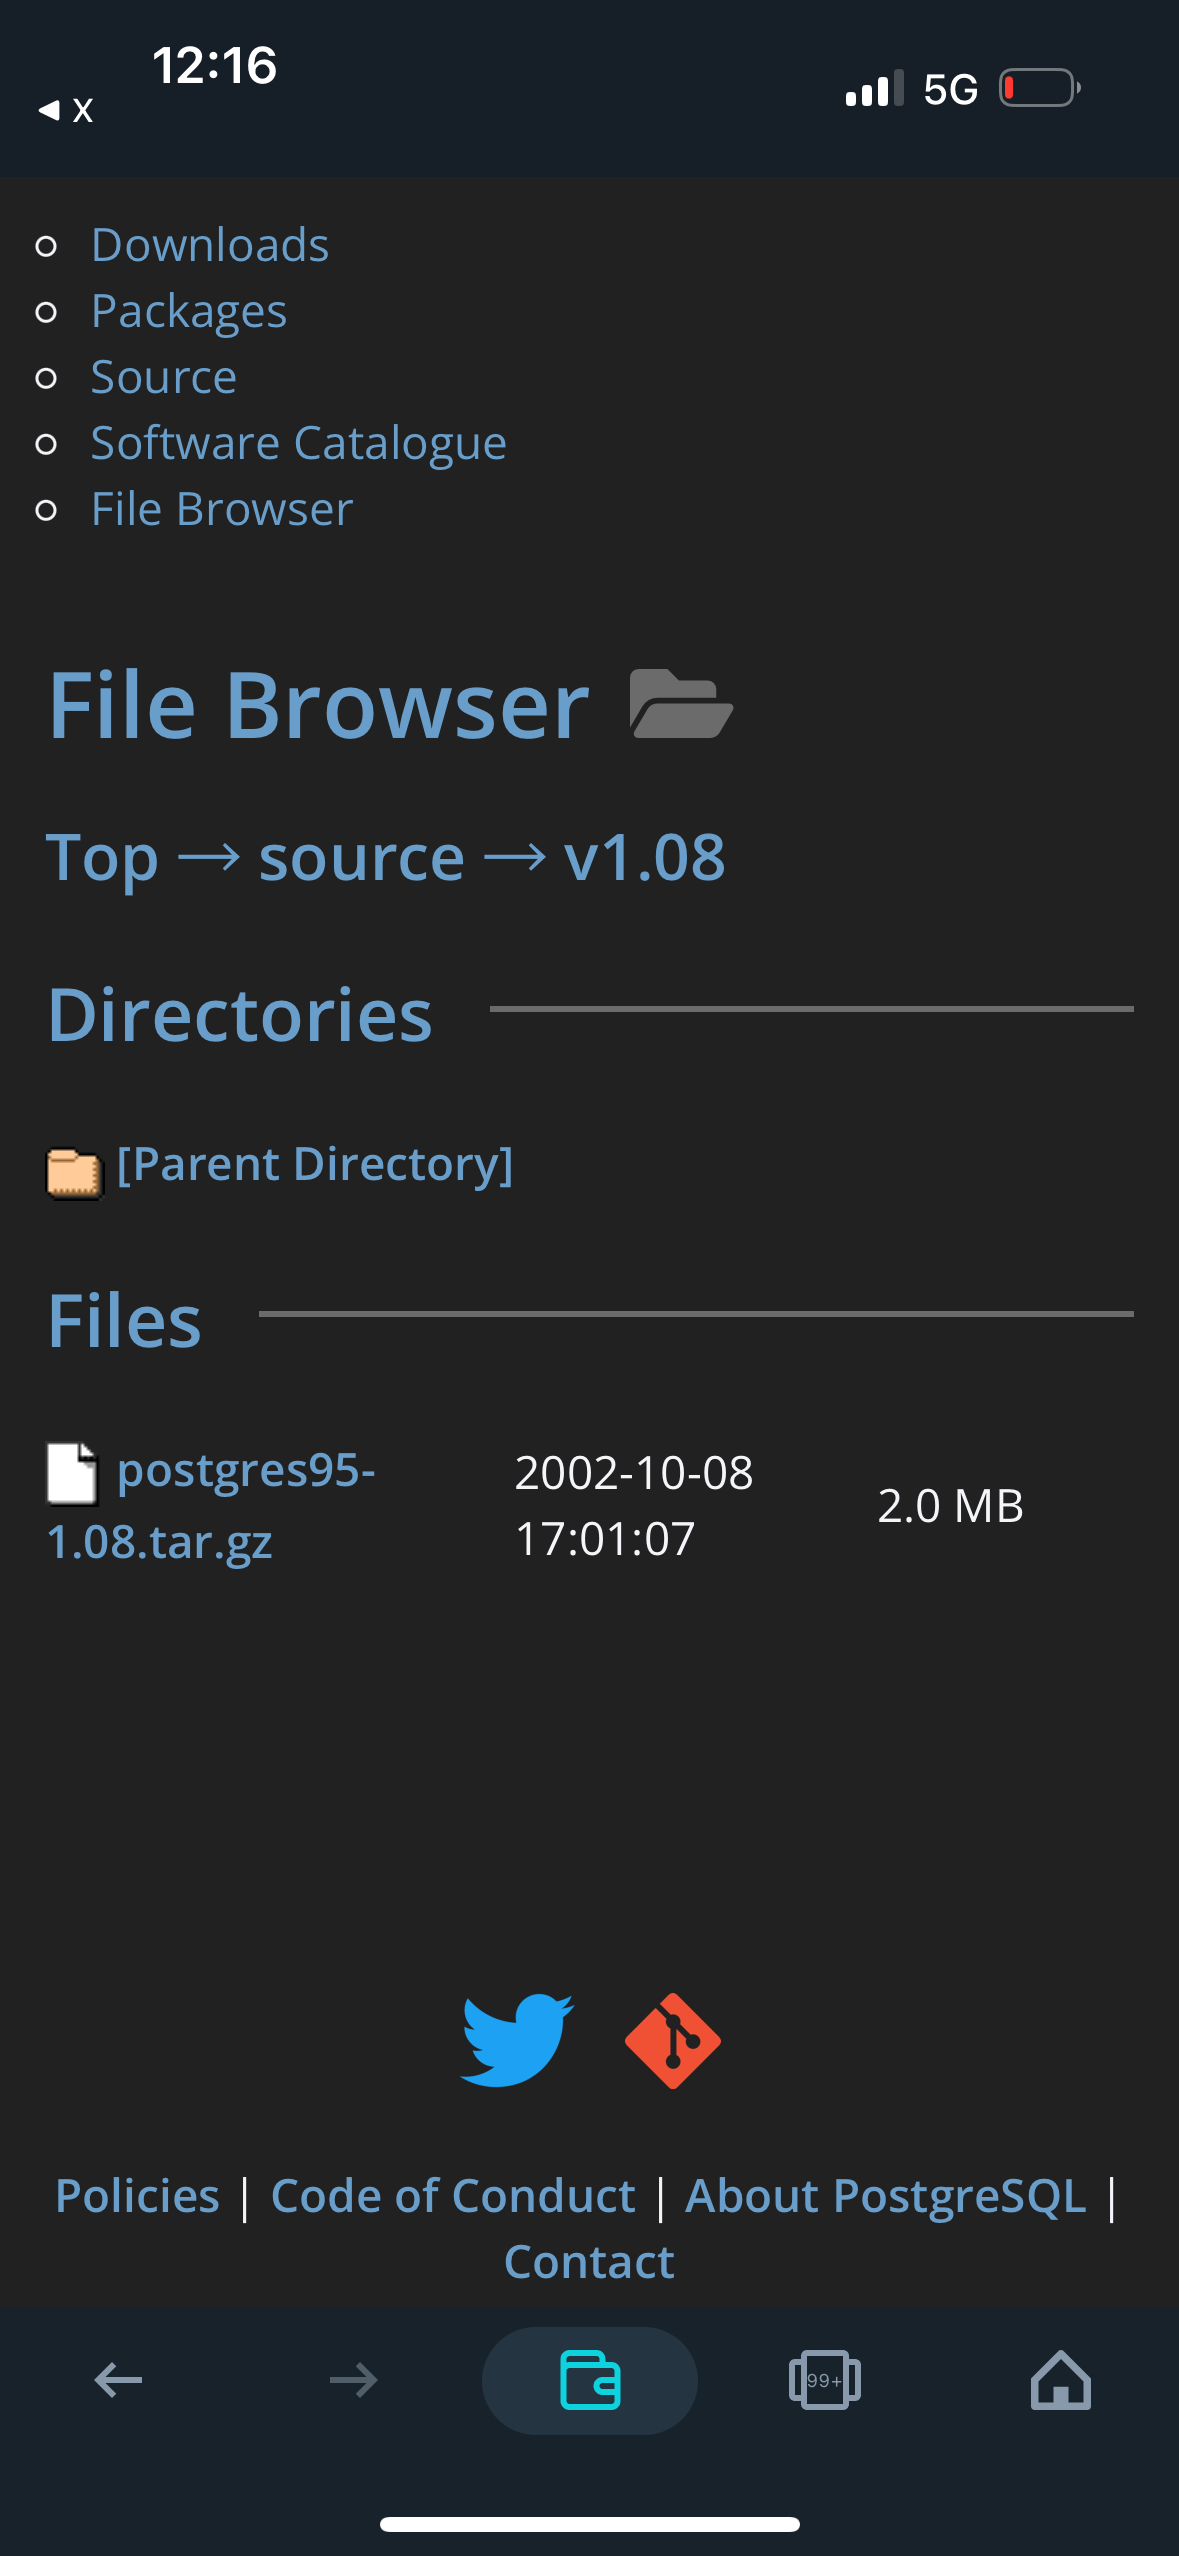 12:16
5G
◀ X
Downloads
Packages
Source
Software Catalogue
File Browser
File Browser
Top → source → v1.08
Directories
[Parent Directory]
Files
postgres95-
1.08.tar.gz
2002-10-08
17:01:07
2.0 MB
Policies | Code of Conduct | About PostgreSQL |
Contact
99+